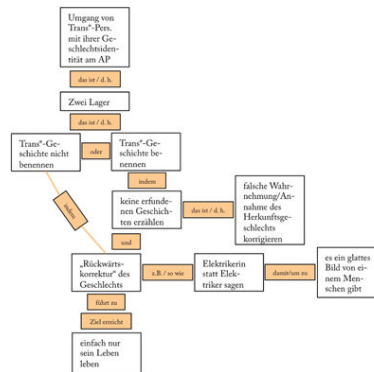 Umgang von
Trans*-Pers.
mit ihrer Ge-
schlechtsiden-
tität am AP
das ist / d. h.
Zwei Lager
das ist / d. h.
Trans*-Ge-
schichte nicht
benennen
oder
Trans*-Ge-
schichte be-
nennen
indem
indem
keine erfunde-
nen Geschich-
ten erzählen
das ist / d. h.
falsche Wahr-
nehmung/An-
nahme des
Herkunftsge-
schlechts
korrigieren
und
„Rückwärts-
korrektur“ des
Geschlechts
z.B. / so wie
Elektrikerin
statt Elek-
triker sagen
damit/um zu
es ein glattes
Bild von ei-
nem Men-
schen gibt
führt zu
Ziel erreicht
einfach nur
sein Leben
leben